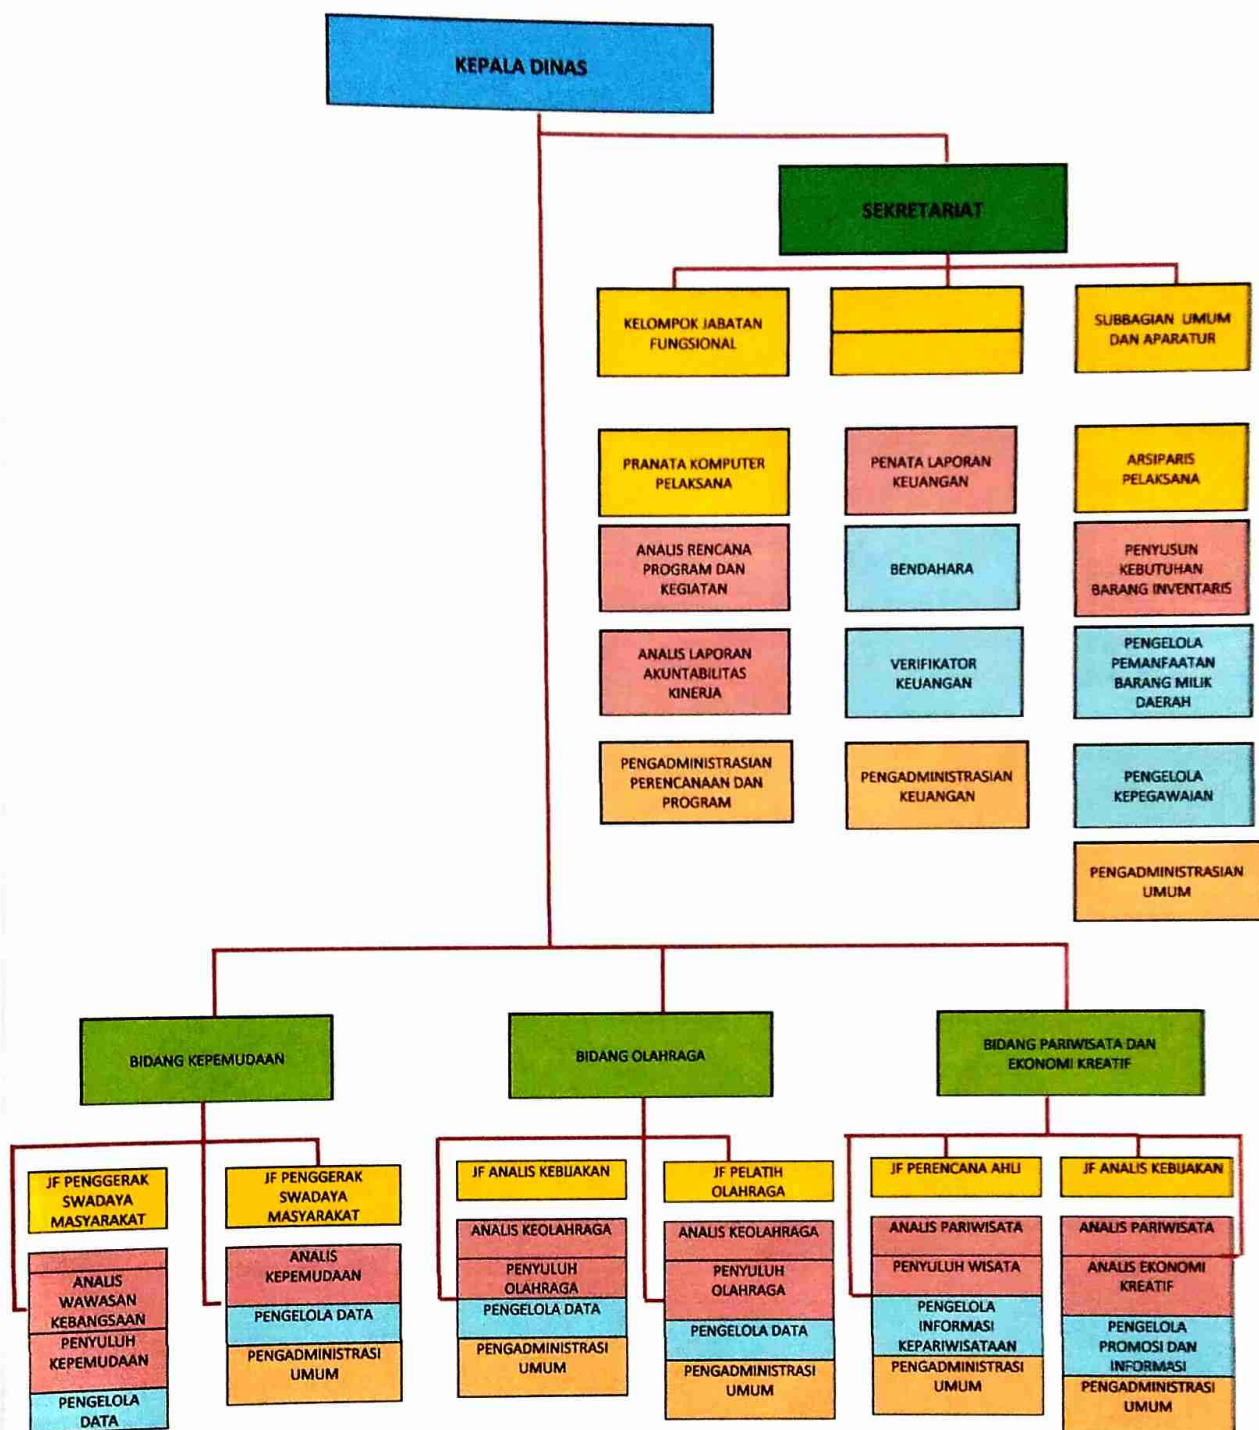 KEPALA DINAS
SEKRETARIAT
KELOMPOK JABATAN
FUNGSIONAL
SUBBAGIAN UMUM
DAN APARATUR
PRANATA KOMPUTER
PELAKSANA
PENATA LAPORAN
KEUANGAN
ARSIPARIS
PELAKSANA
ANALIS RENCANA
PROGRAM DAN
KEGIATAN
BENDAHARA
PENYUSUN
KEBUTUHAN
BARANG INVENTARIS
ANALIS LAPORAN
AKUNTABILITAS
KINERJA
VERIFIKATOR
KEUANGAN
PENGELOLA
PEMANFAATAN
BARANG MILIK
DAERAH
PENGADMINISTRASIAN
PERENCANAAN DAN
PROGRAM
PENGADMINISTRASIAN
KEUANGAN
PENGELOLA
KEPEGAWAIAN
PENGADMINISTRASIAN
UMUM
BIDANG KEPEMUDAAN
BIDANG OLAHRAGA
BIDANG PARIWISATA DAN
EKONOMI KREATIF
JF PENGGERAK
SWADAYA
MASYARAKAT
ANALIS
WAWASAN
KEBANGSAAN
PENYULUH
KEPEMUDAAN
PENGELOLA
DATA
JF PENGGERAK
SWADAYA
MASYARAKAT
ANALIS
KEPEMUDAAN
PENGELOLA DATA
PENGADMINISTRASI
UMUM
JF ANALIS KEBIJAKAN
ANALIS KEOLAHRAGA
PENYULUH
OLAHRAGA
PENGELOLA DATA
PENGADMINISTRASI
UMUM
JF PELATIH
OLAHRAGA
ANALIS KEOLAHRAGA
PENYULUH
OLAHRAGA
PENGELOLA DATA
PENGADMINISTRASI
UMUM
JF PERENCANA AHLI
ANALIS PARIWISATA
PENYULUH WISATA
PENGELOLA
INFORMASI
KEPARIWISATAAN
PENGADMINISTRASI
UMUM
JF ANALIS KEBIJAKAN
ANALIS PARIWISATA
ANALIS EKONOMI
KREATIF
PENGELOLA
PROMOSI DAN
INFORMASI
PENGADMINISTRASI
UMUM